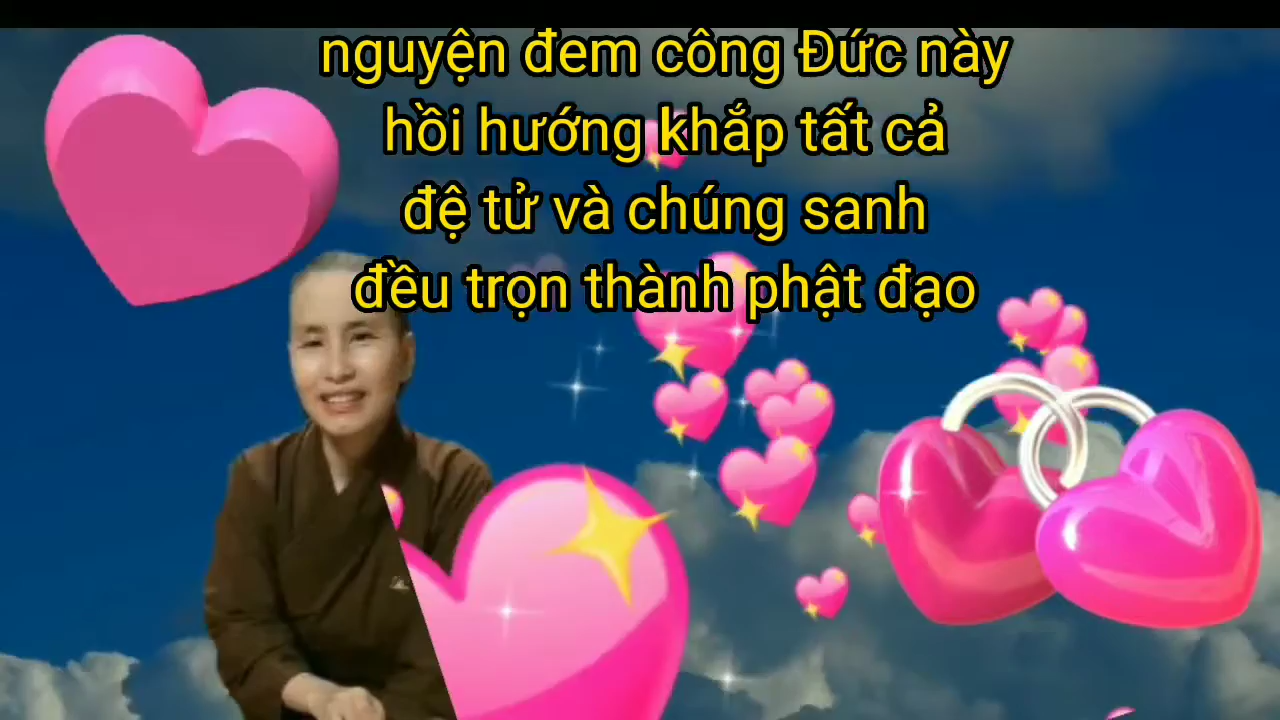 nguyện đem công Đức này
hồi hướng khắp tất cả
đệ tử và chúng sanh
đều trọn thành phật đạo